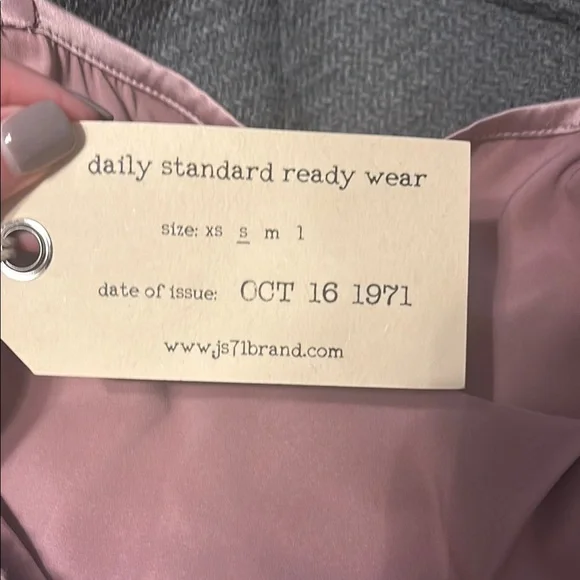 daily standard ready wear
size: xs s m l
date of issue: OCT 16 1971
www.js71brand.com